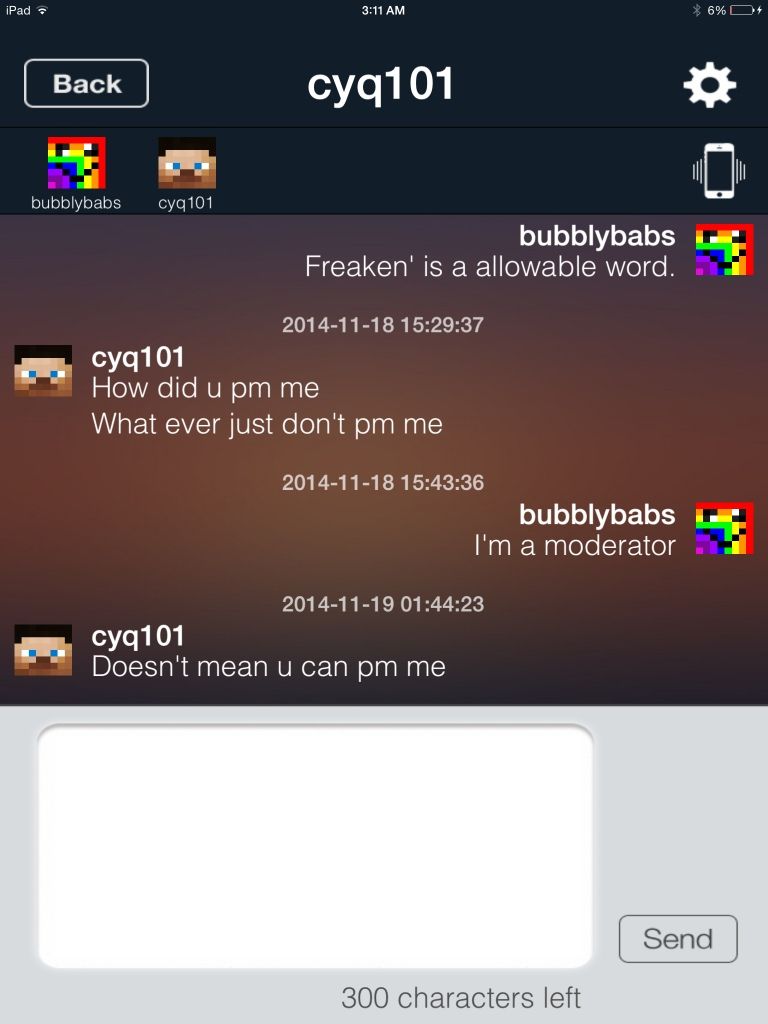 iPad 3:11 AM 6%
Back cyq101
bubblybabs cyq101
bubblybabs
Freaken' is a allowable word.
2014-11-18 15:29:37
cyq101
How did u pm me
What ever just don't pm me
2014-11-18 15:43:36
bubblybabs
I'm a moderator
2014-11-19 01:44:23
cyq101
Doesn't mean u can pm me
Send
300 characters left